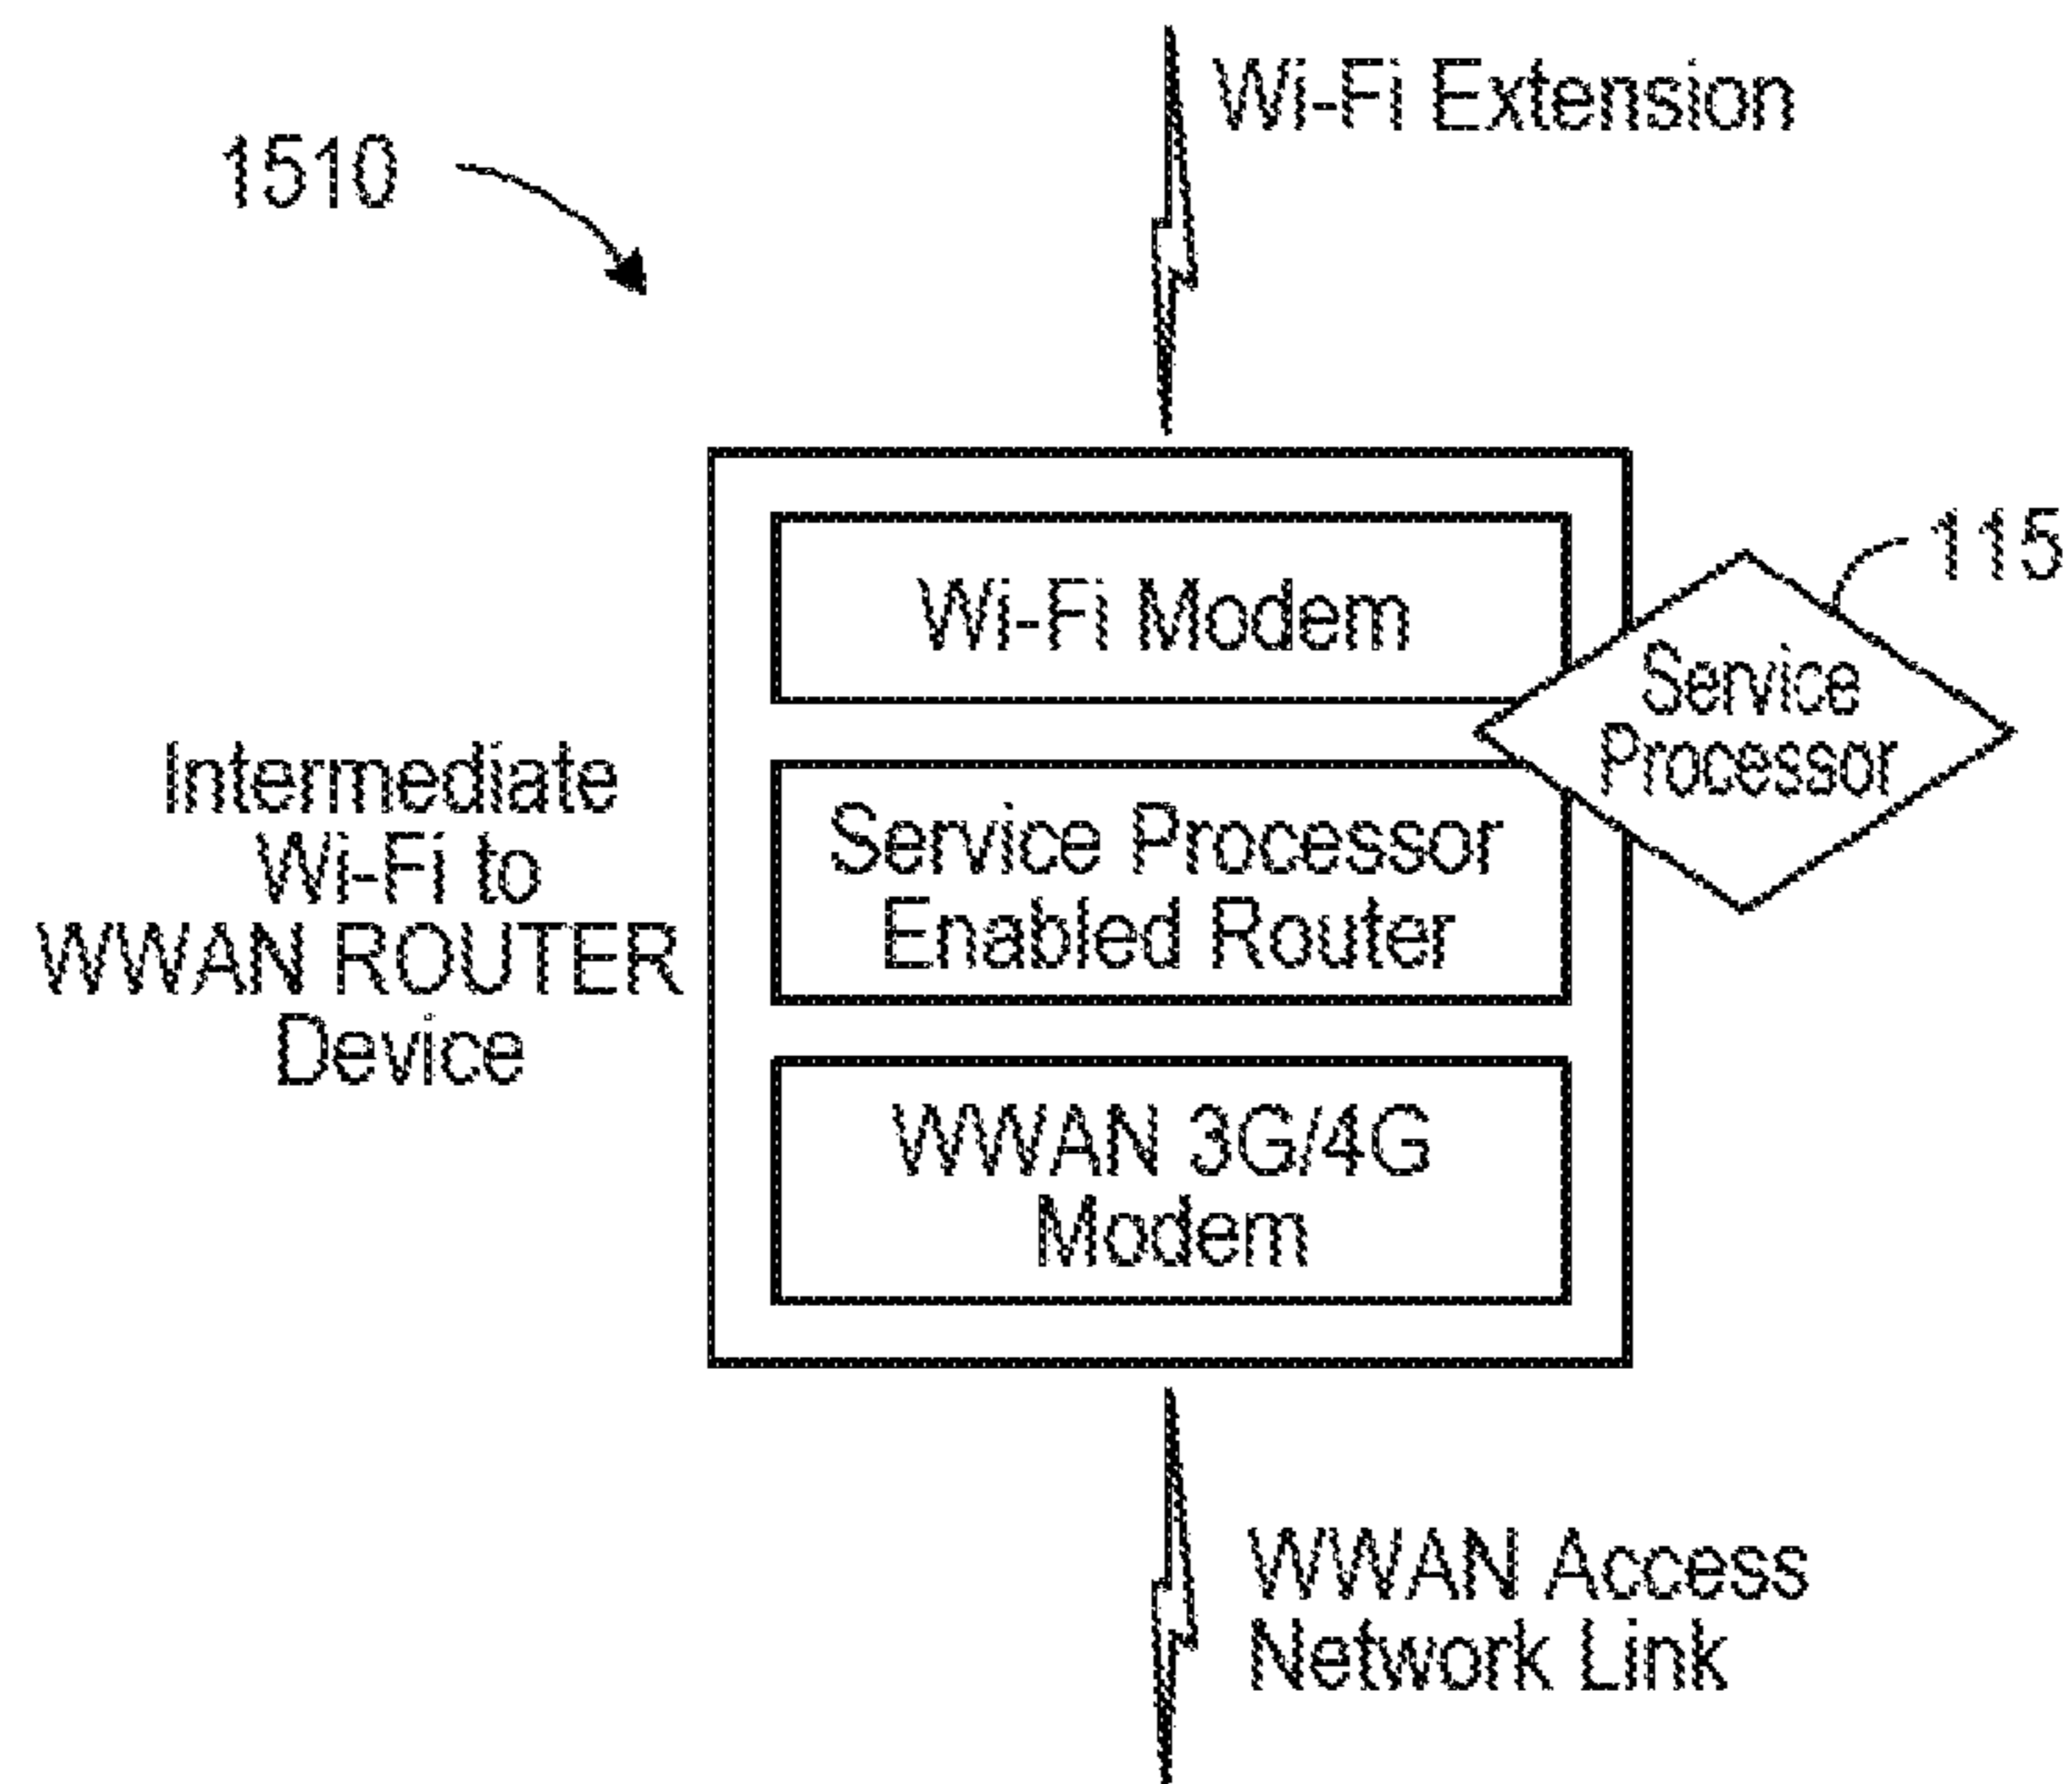 Wi-Fi Extension
1510
115
Wi-Fi Modem
Service
Processor
Intermediate
Wi-Fi to
WWAN ROUTER
Device
Service Processor
Enabled Router
WWAN 3G/4G
Modem
WWAN Access
Network Link